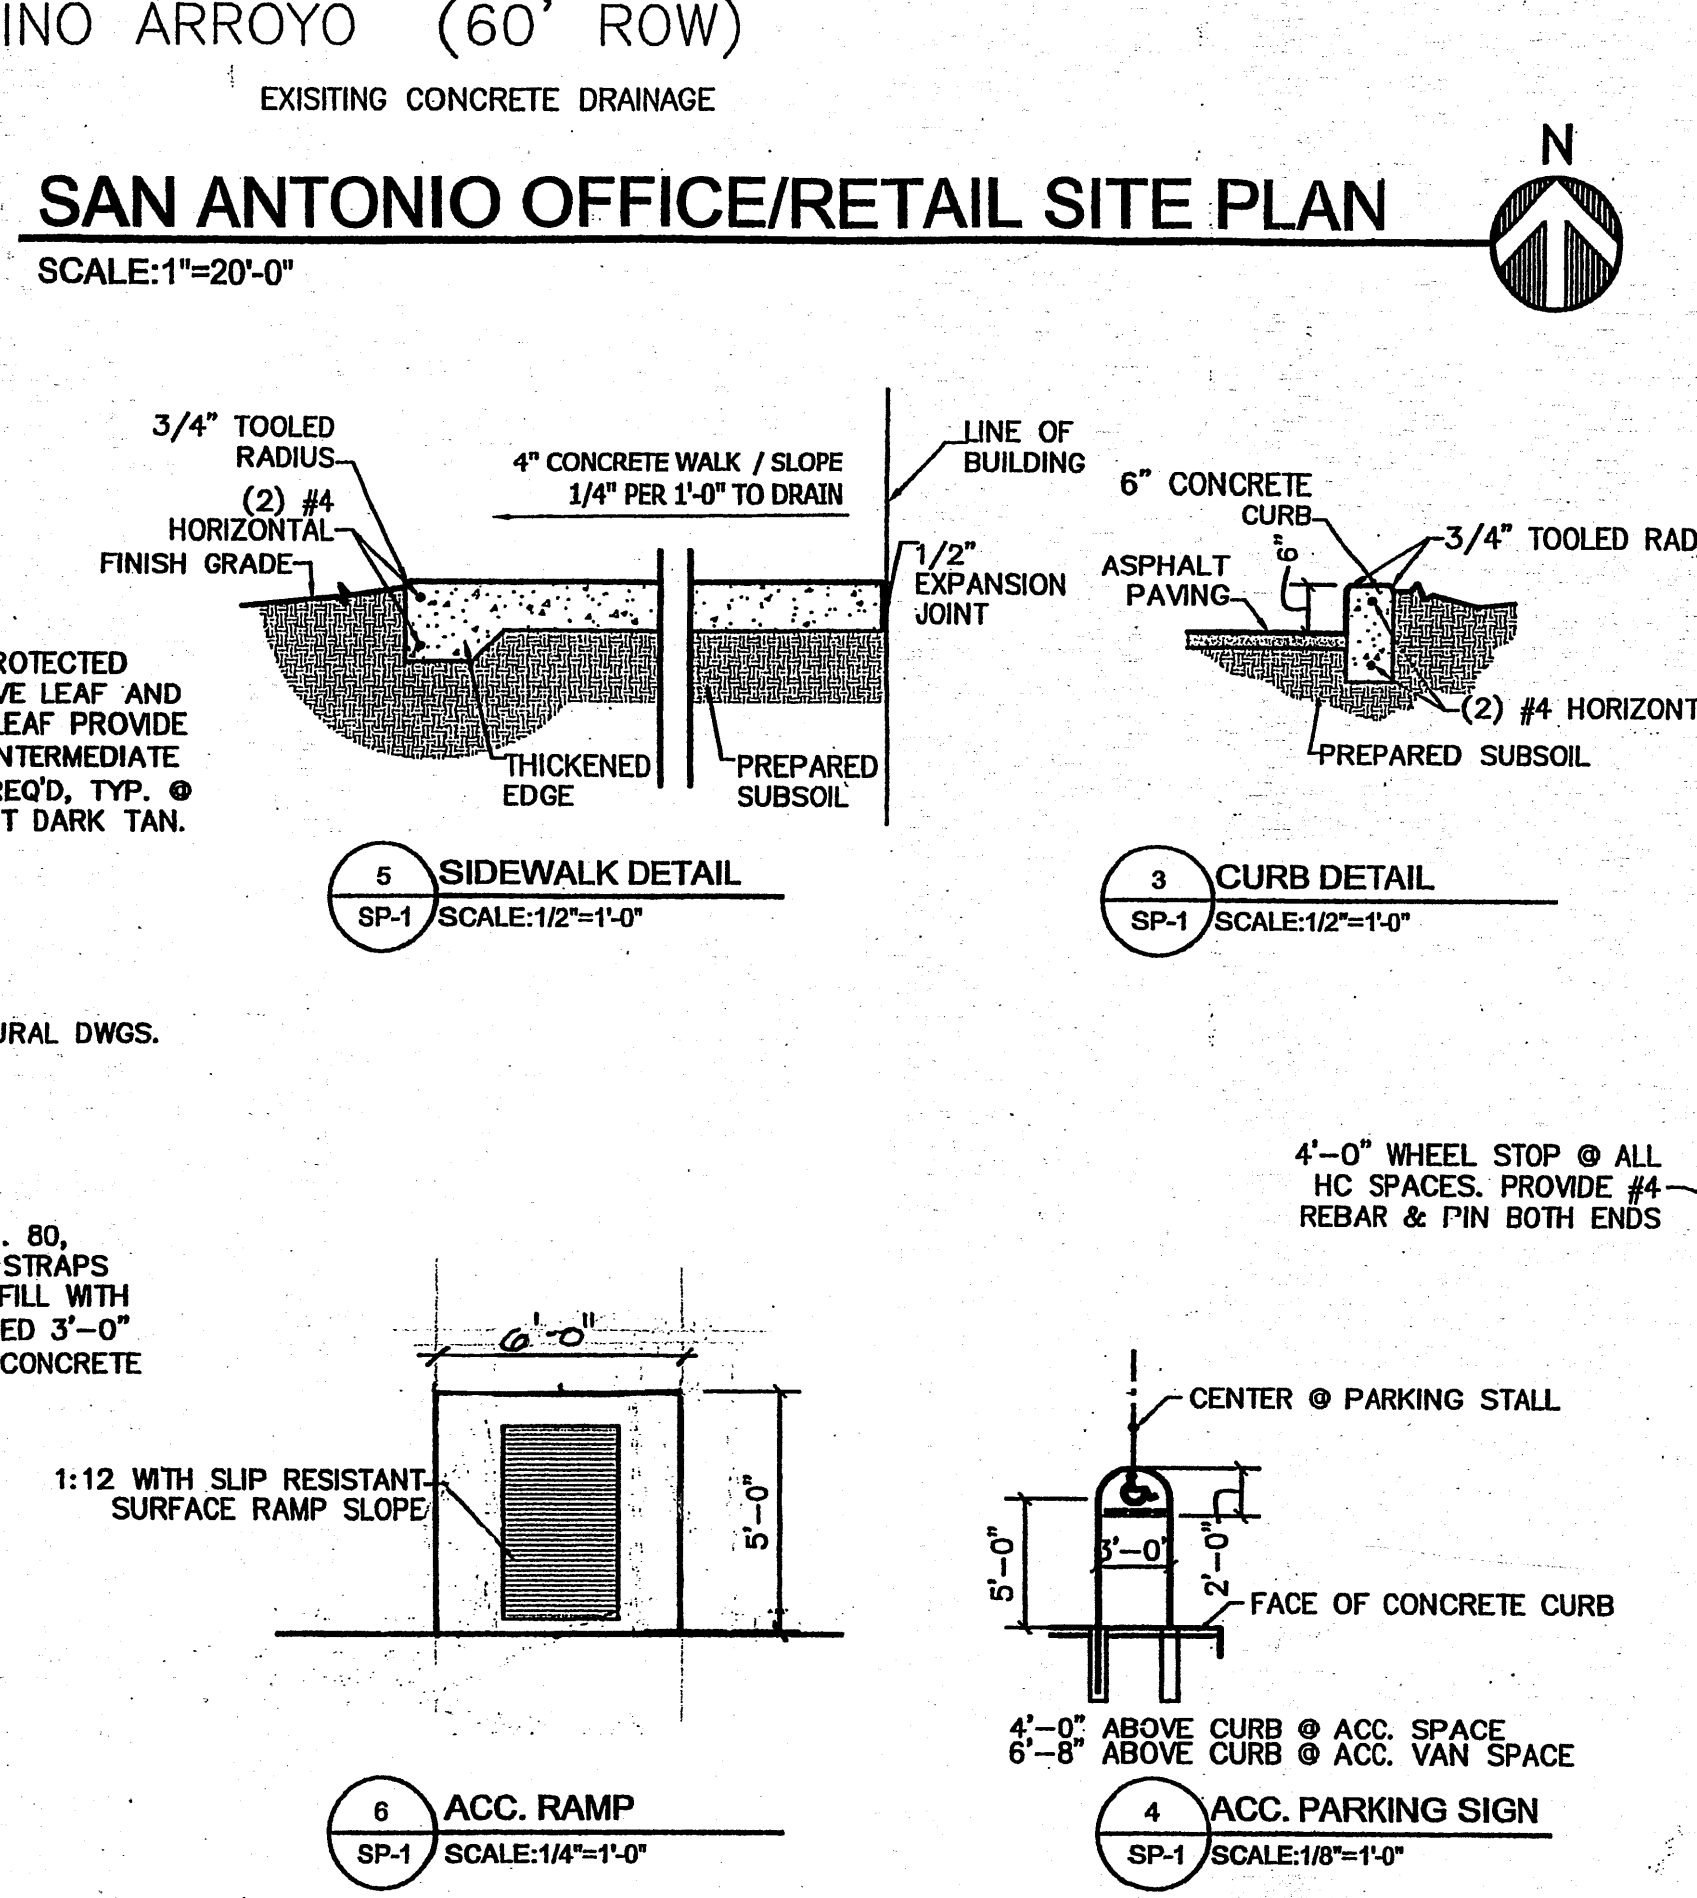 INO ARROYO (60' ROW)
EXISITING CONCRETE DRAINAGE
N
SAN ANTONIO OFFICE/RETAIL SITE PLAN
SCALE:1"=20'-0"
3/4" TOOLED
RADIUS
(2) #4
HORIZONTAL
FINISH GRADE
4" CONCRETE WALK / SLOPE
1/4" PER 1'-0" TO DRAIN
LINE OF
BUILDING
1/2"
EXPANSION
JOINT
THICKENED
EDGE
PREPARED
SUBSOIL
5
SP-1
SIDEWALK DETAIL
SCALE:1/2"=1'-0"
6" CONCRETE
CURB
6"
ASPHALT
PAVING
3/4" TOOLED RAD
(2) #4 HORIZONT
PREPARED SUBSOIL
3
SP-1
CURB DETAIL
SCALE:1/2"=1'-0"
ROTECTED
VE LEAF AND
LEAF PROVIDE
NTERMEDIATE
REQ'D, TYP. @
T DARK TAN.
URAL DWGS.
. 80,
STRAPS
FILL WITH
ED 3'-0"
CONCRETE
4'-0" WHEEL STOP @ ALL
HC SPACES. PROVIDE #4
REBAR & PIN BOTH ENDS
6'-0"
5'-0"
1:12 WITH SLIP RESISTANT
SURFACE RAMP SLOPE
6
SP-1
ACC. RAMP
SCALE:1/4"=1'-0"
CENTER @ PARKING STALL
5'-0"
3'-0"
2'-0"
FACE OF CONCRETE CURB
4'-0" ABOVE CURB @ ACC. SPACE
6'-8" ABOVE CURB @ ACC. VAN SPACE
4
SP-1
ACC. PARKING SIGN
SCALE:1/8"=1'-0"